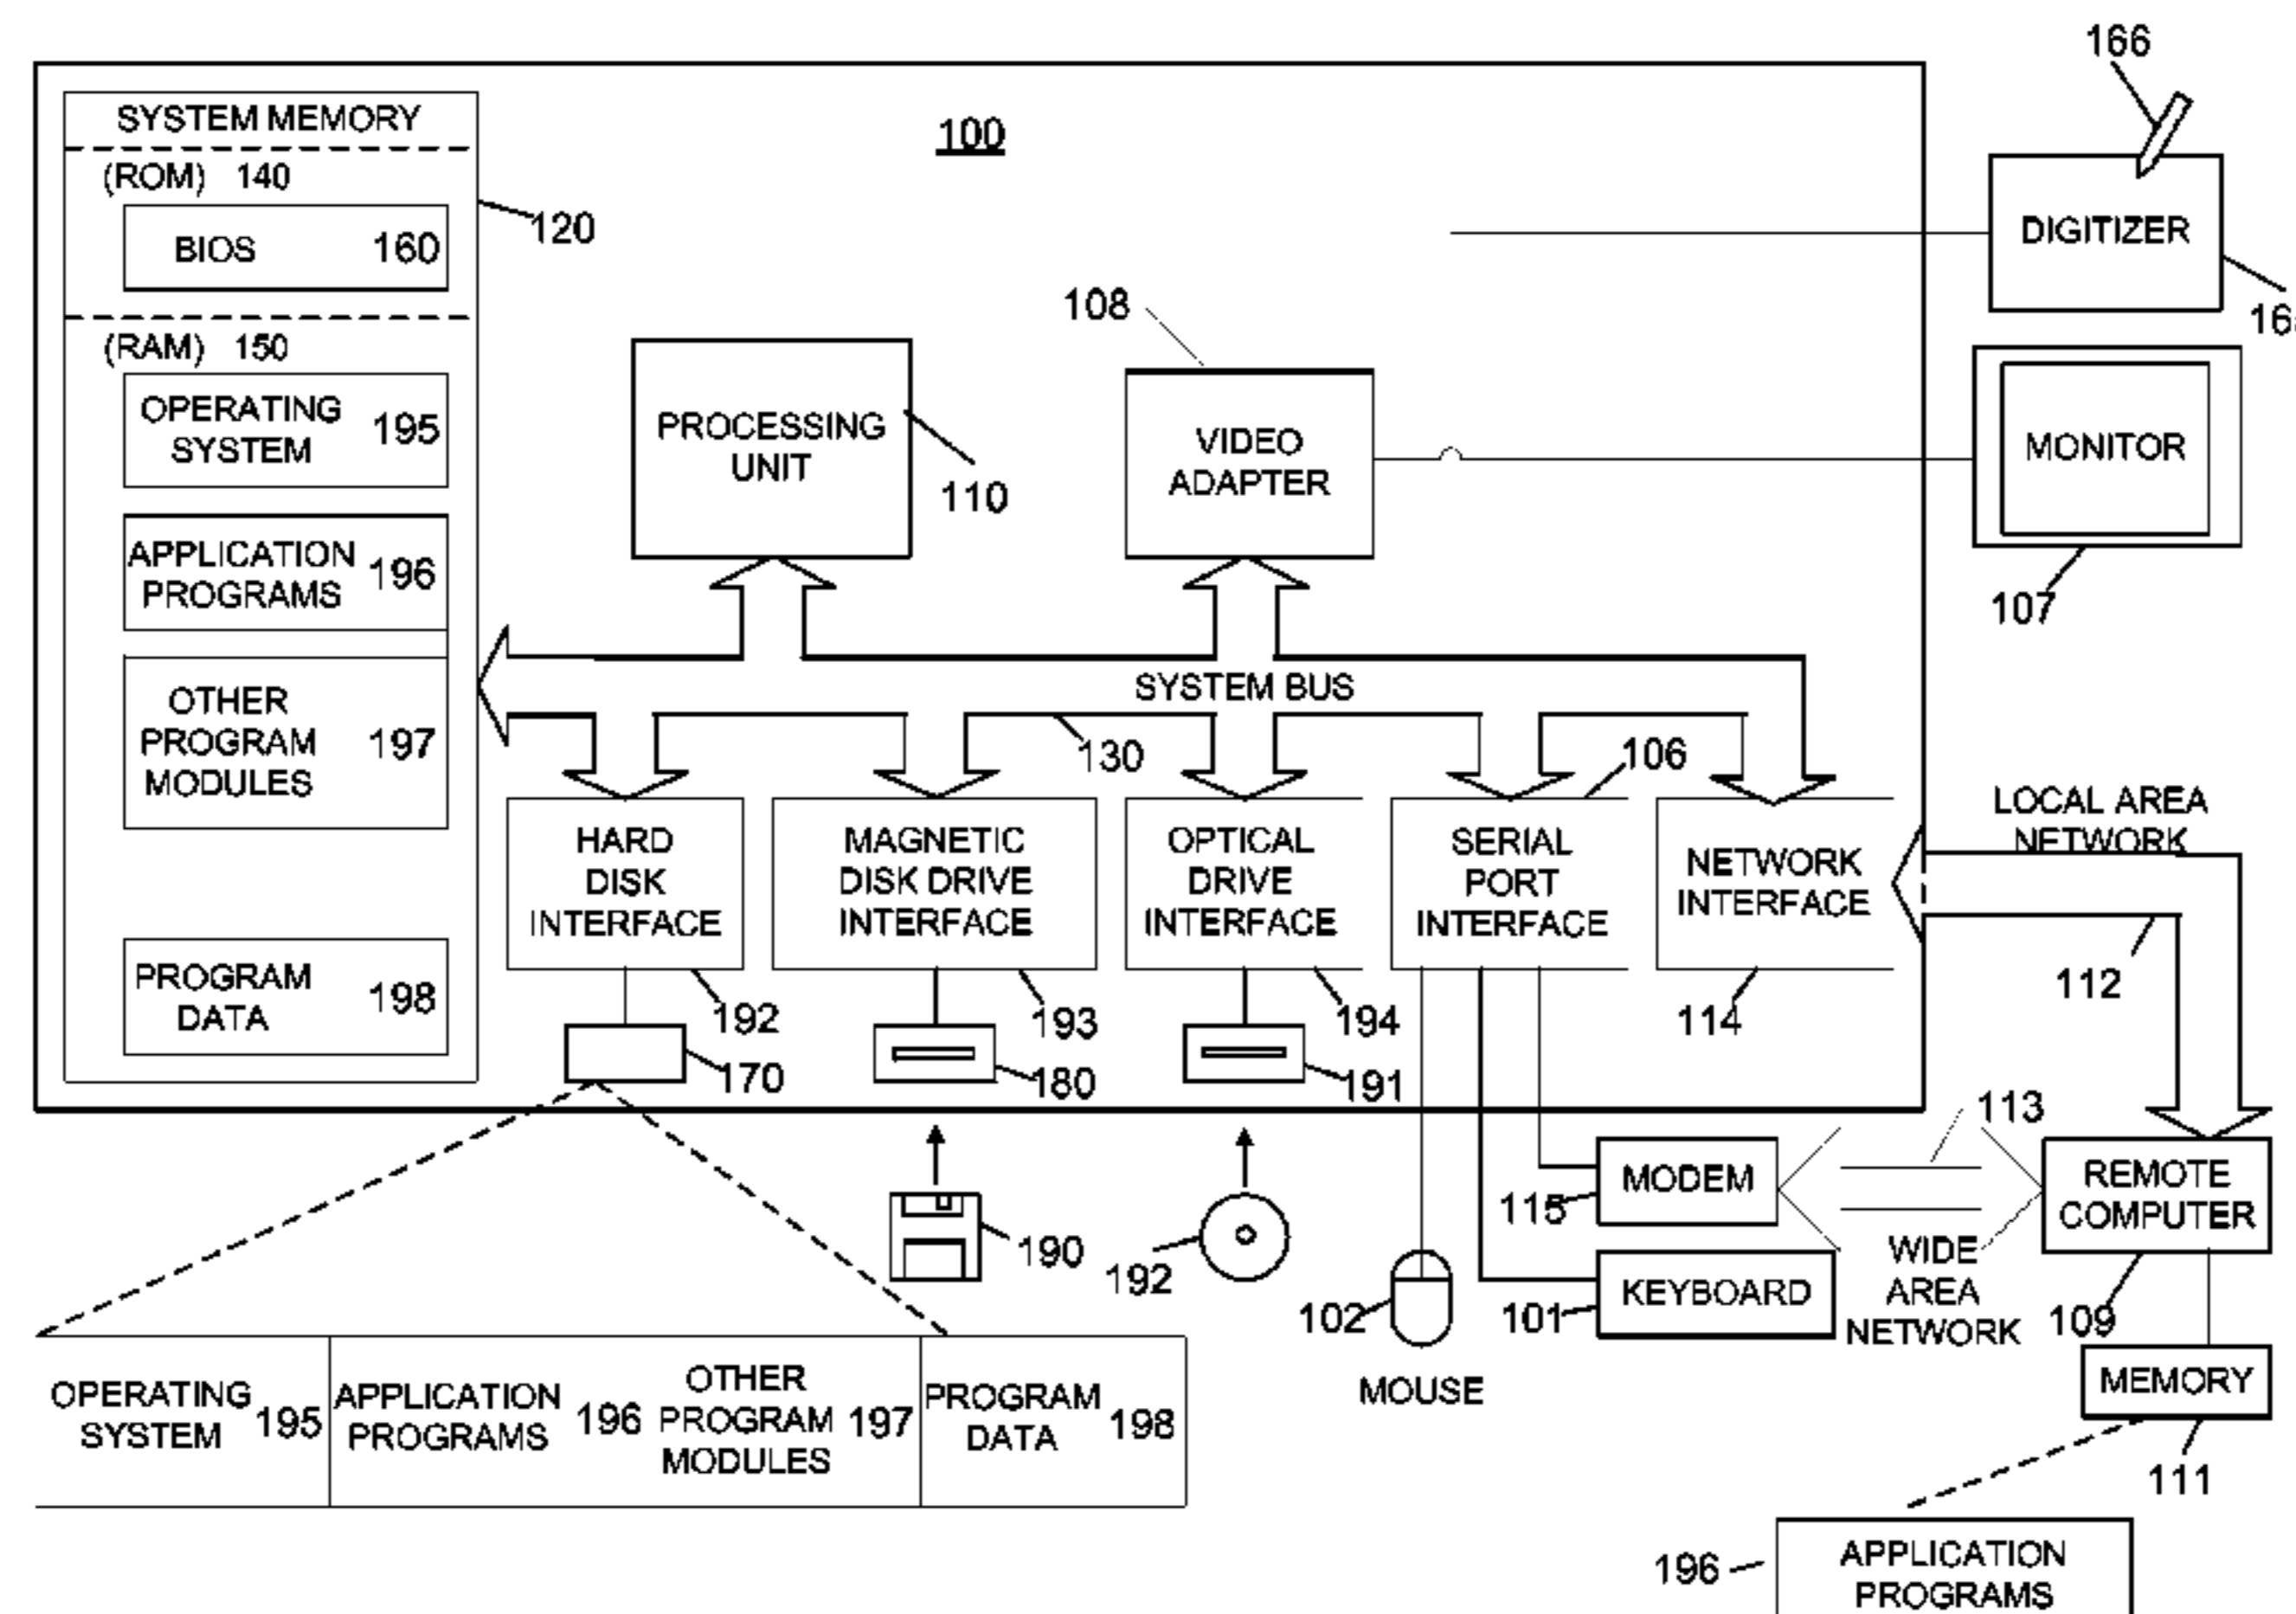 166
SYSTEM MEMORY
100
(ROM) 140
120
BIOS 160
DIGITIZER
108
(RAM) 150
OPERATING
SYSTEM
195
PROCESSING
UNIT
110
VIDEO
ADAPTER
MONITOR
107
APPLICATION
PROGRAMS
196
SYSTEM BUS
130
106
OTHER
PROGRAM
MODULES
197
LOCAL AREA
NETWORK
HARD
DISK
INTERFACE
MAGNETIC
DISK DRIVE
INTERFACE
OPTICAL
DRIVE
INTERFACE
SERIAL
PORT
INTERFACE
NETWORK
INTERFACE
112
PROGRAM
DATA
198
192
193
194
114
170
180
191
113
MODEM
115
REMOTE
COMPUTER
190
192
102
101
KEYBOARD
WIDE
AREA
NETWORK
109
MOUSE
MEMORY
111
OPERATING
SYSTEM
195
APPLICATION
PROGRAMS
196
OTHER
PROGRAM
MODULES
197
PROGRAM
DATA
198
196
APPLICATION
PROGRAMS